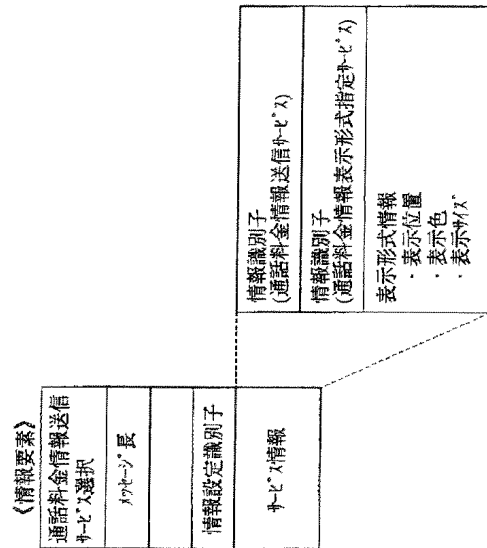 《情報要素》
通話料金情報送信
サービス選択
メッセージ長
情報設定識別子
サービス情報
情報識別子
(通話料金情報送信サービス)
情報識別子
(通話料金情報表示形式指定サービス)
表示形式情報
・表示位置
・表示色
・表示サイズ